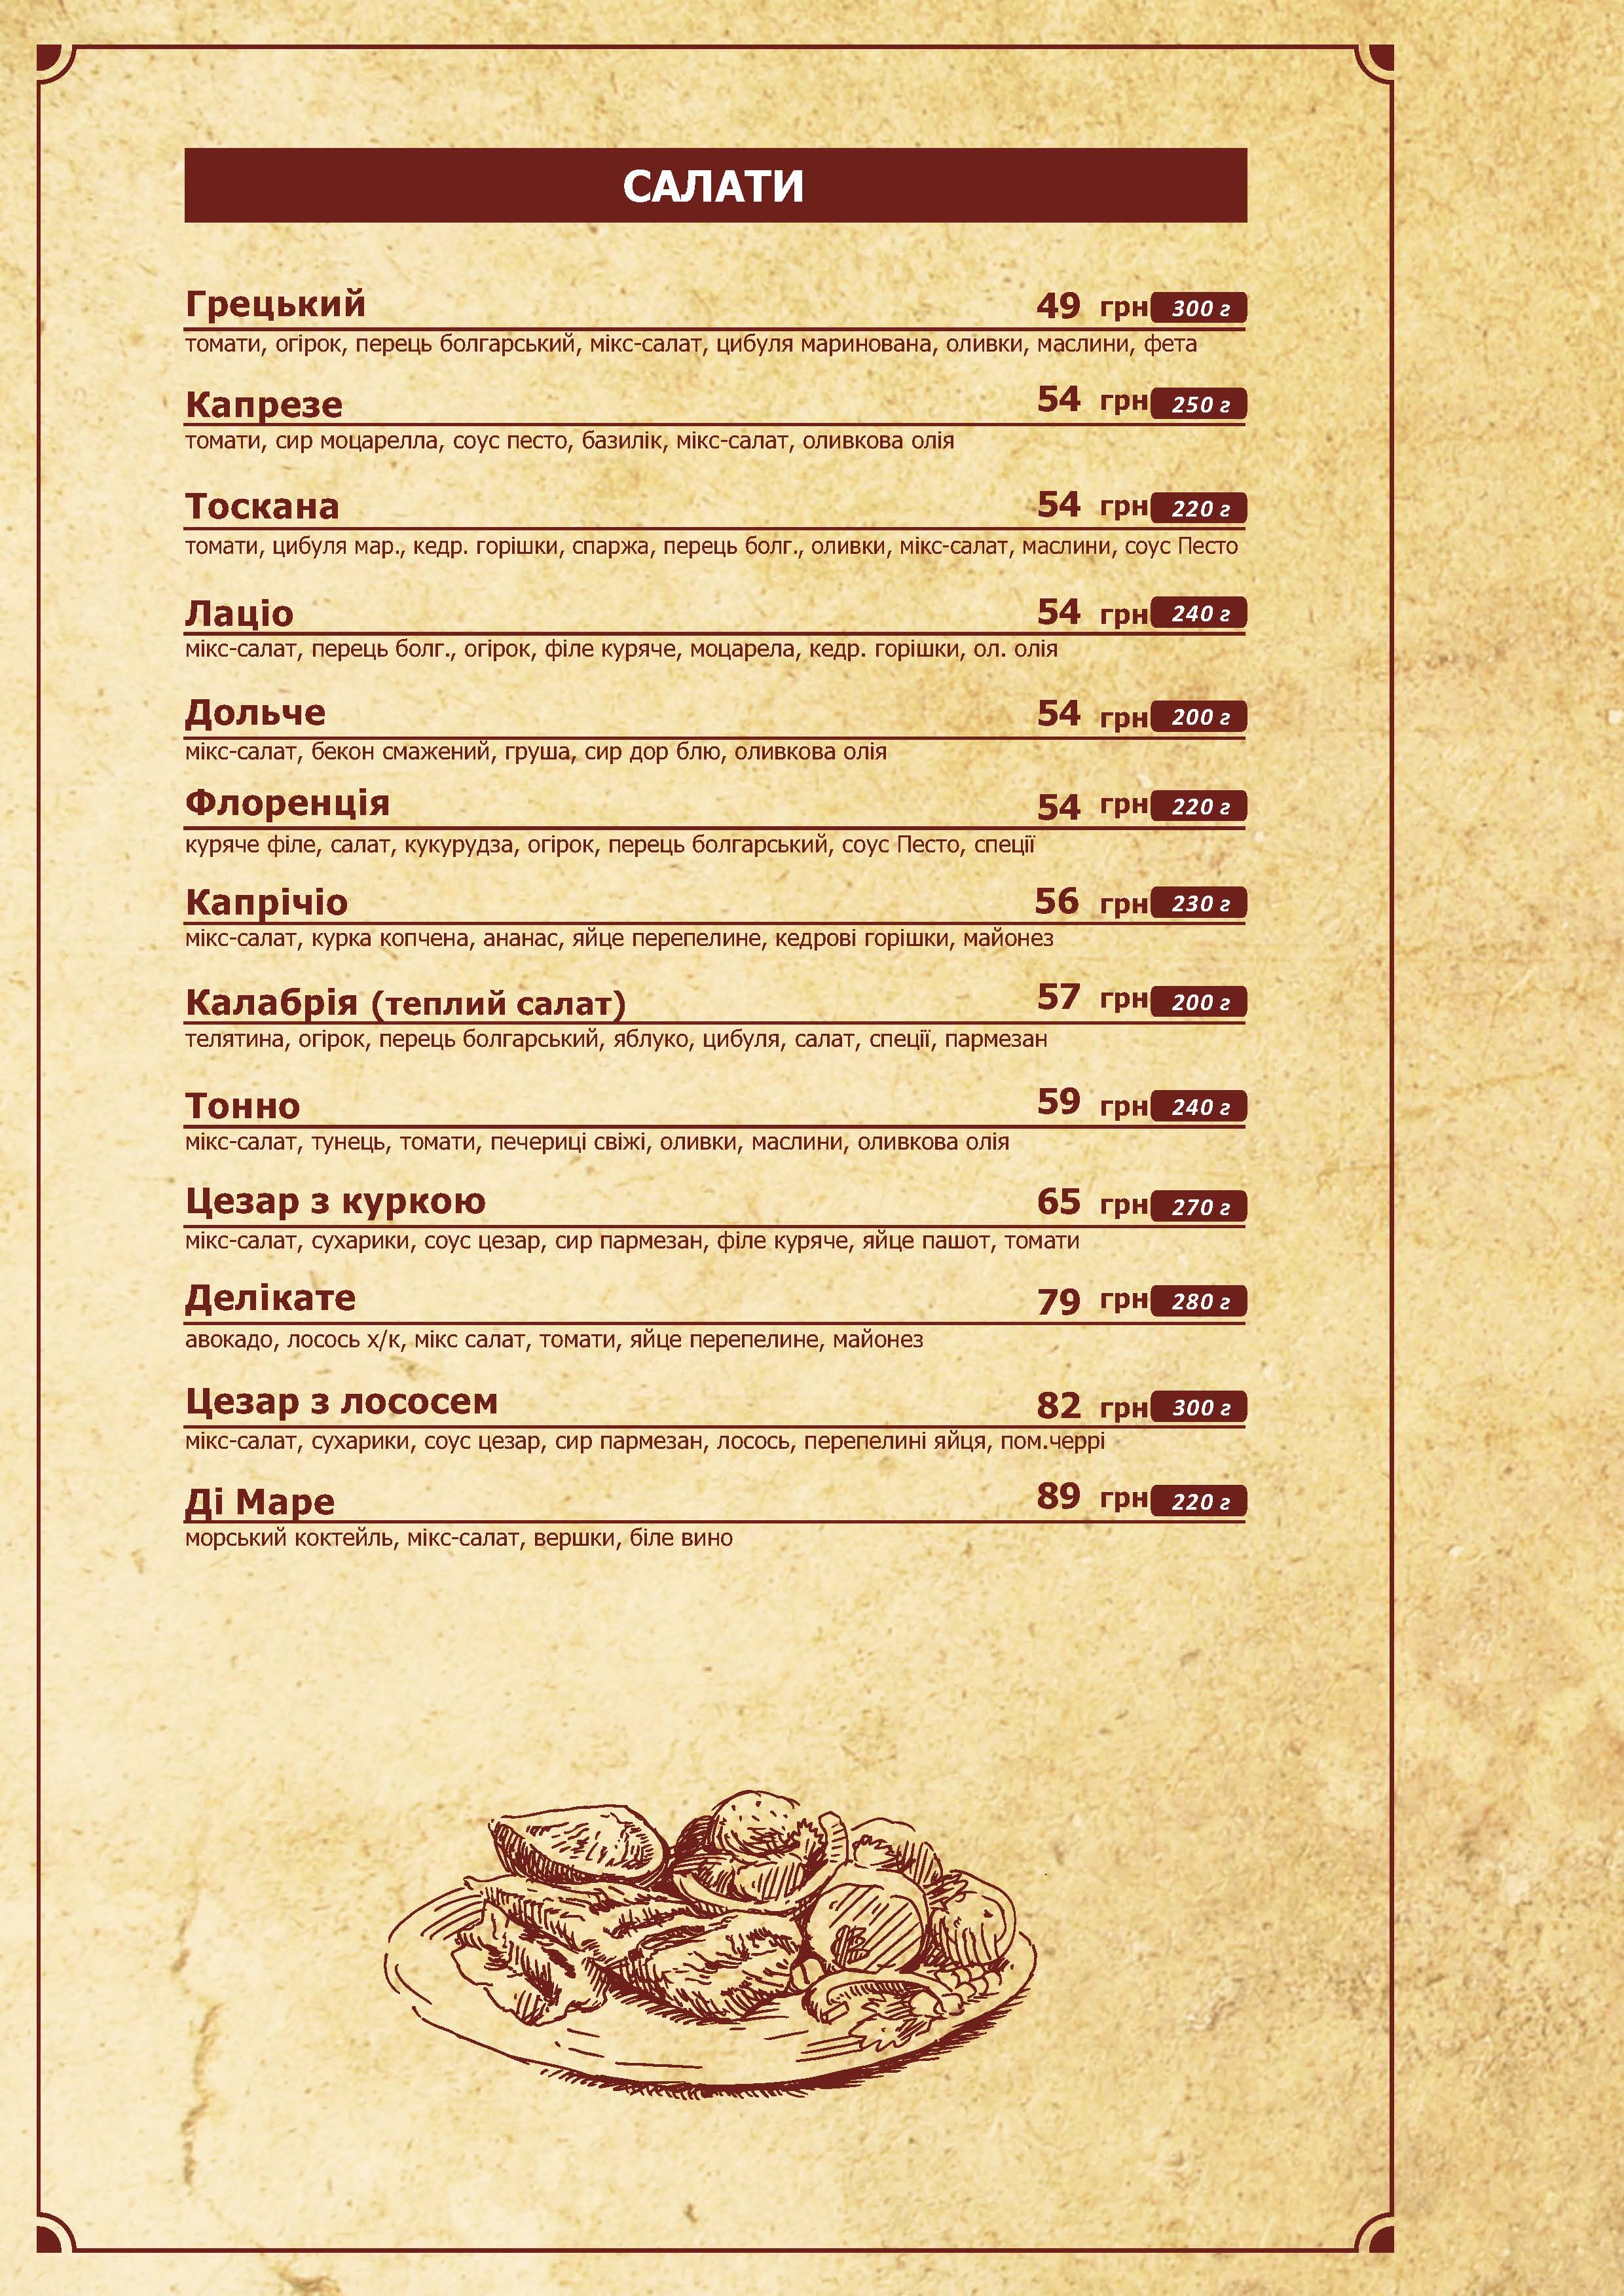 САЛАТИ
Грецький 49 грн 300 г
томати, огірок, перець болгарський, мікс-салат, цибуля маринована, оливки, маслини, фета
Капрезе 54 грн 250 г
томати, сир моцарелла, соус песто, базилік, мікс-салат, оливкова олія
Тоскана 54 грн 220 г
томати, цибуля мар., кедр. горішки, спаржа, перець болг., оливки, мікс-салат, маслини, соус Песто
Лаціо 54 грн 240 г
мікс-салат, перець болг., огірок, філе куряче, моцарела, кедр. горішки, ол. олія
Дольче 54 грн 200 г
мікс-салат, бекон смажений, груша, сир дор блю, оливкова олія
Флоренція 54 грн 220 г
куряче філе, салат, кукурудза, огірок, перець болгарський, соус Песто, спеції
Капрічіо 56 грн 230 г
мікс-салат, курка копчена, ананас, яйце перепелине, кедрові горішки, майонез
Калабрія (теплий салат) 57 грн 200 г
телятина, огірок, перець болгарський, яблуко, цибуля, салат, спеції, пармезан
Тонно 59 грн 240 г
мікс-салат, тунець, томати, печериці свіжі, оливки, маслини, оливкова олія
Цезар з куркою 65 грн 270 г
мікс-салат, сухарики, соус цезар, сир пармезан, філе куряче, яйце пашот, томати
Делікате 79 грн 280 г
авокадо, лосось х/к, мікс салат, томати, яйце перепелине, майонез
Цезар з лососем 82 грн 300 г
мікс-салат, сухарики, соус цезар, сир пармезан, лосось, перепелині яйця, пом.черрі
Ді Маре 89 грн 220 г
морський коктейль, мікс-салат, вершки, біле вино